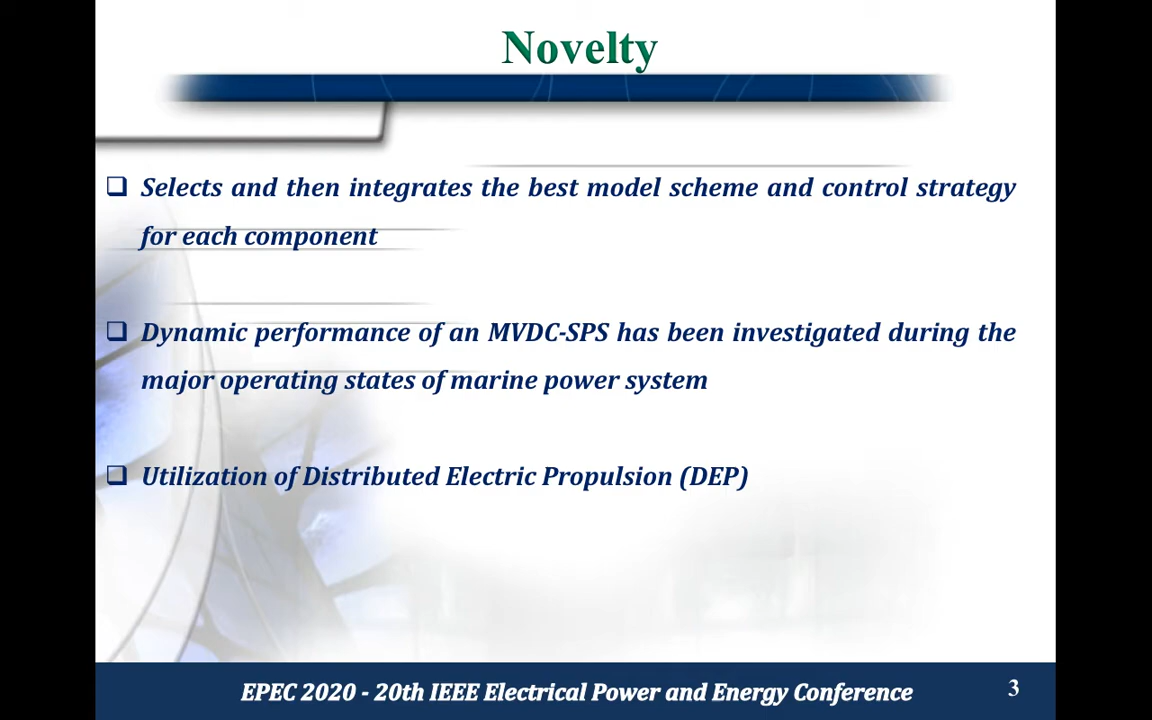 Novelty
Selects and then integrates the best model scheme and control strategy
for each component
Dynamic performance of an MVDC-SPS has been investigated during the
major operating states of marine power system
Utilization of Distributed Electric Propulsion (DEP)
EPEC 2020 - 20th IEEE Electrical Power and Energy Conference
3